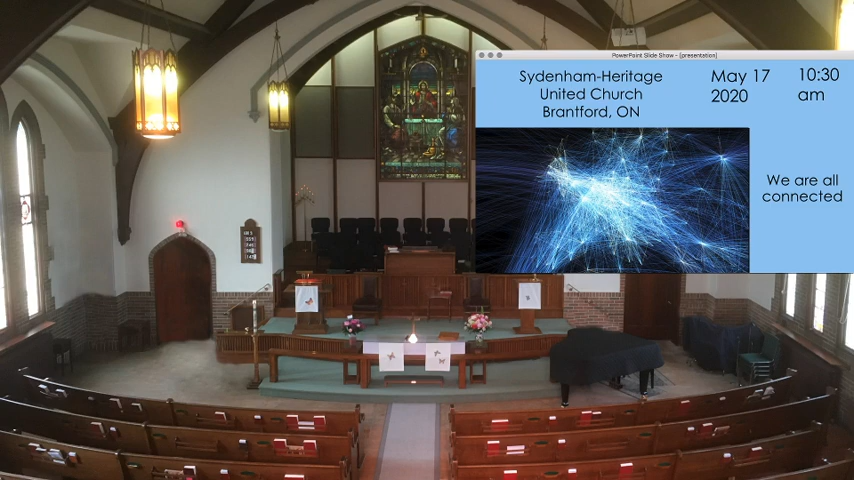 PowerPoint Slide Show - [presentation]
Sydenham-Heritage
United Church
Brantford, ON
May 17
2020
10:30
am
We are all
connected